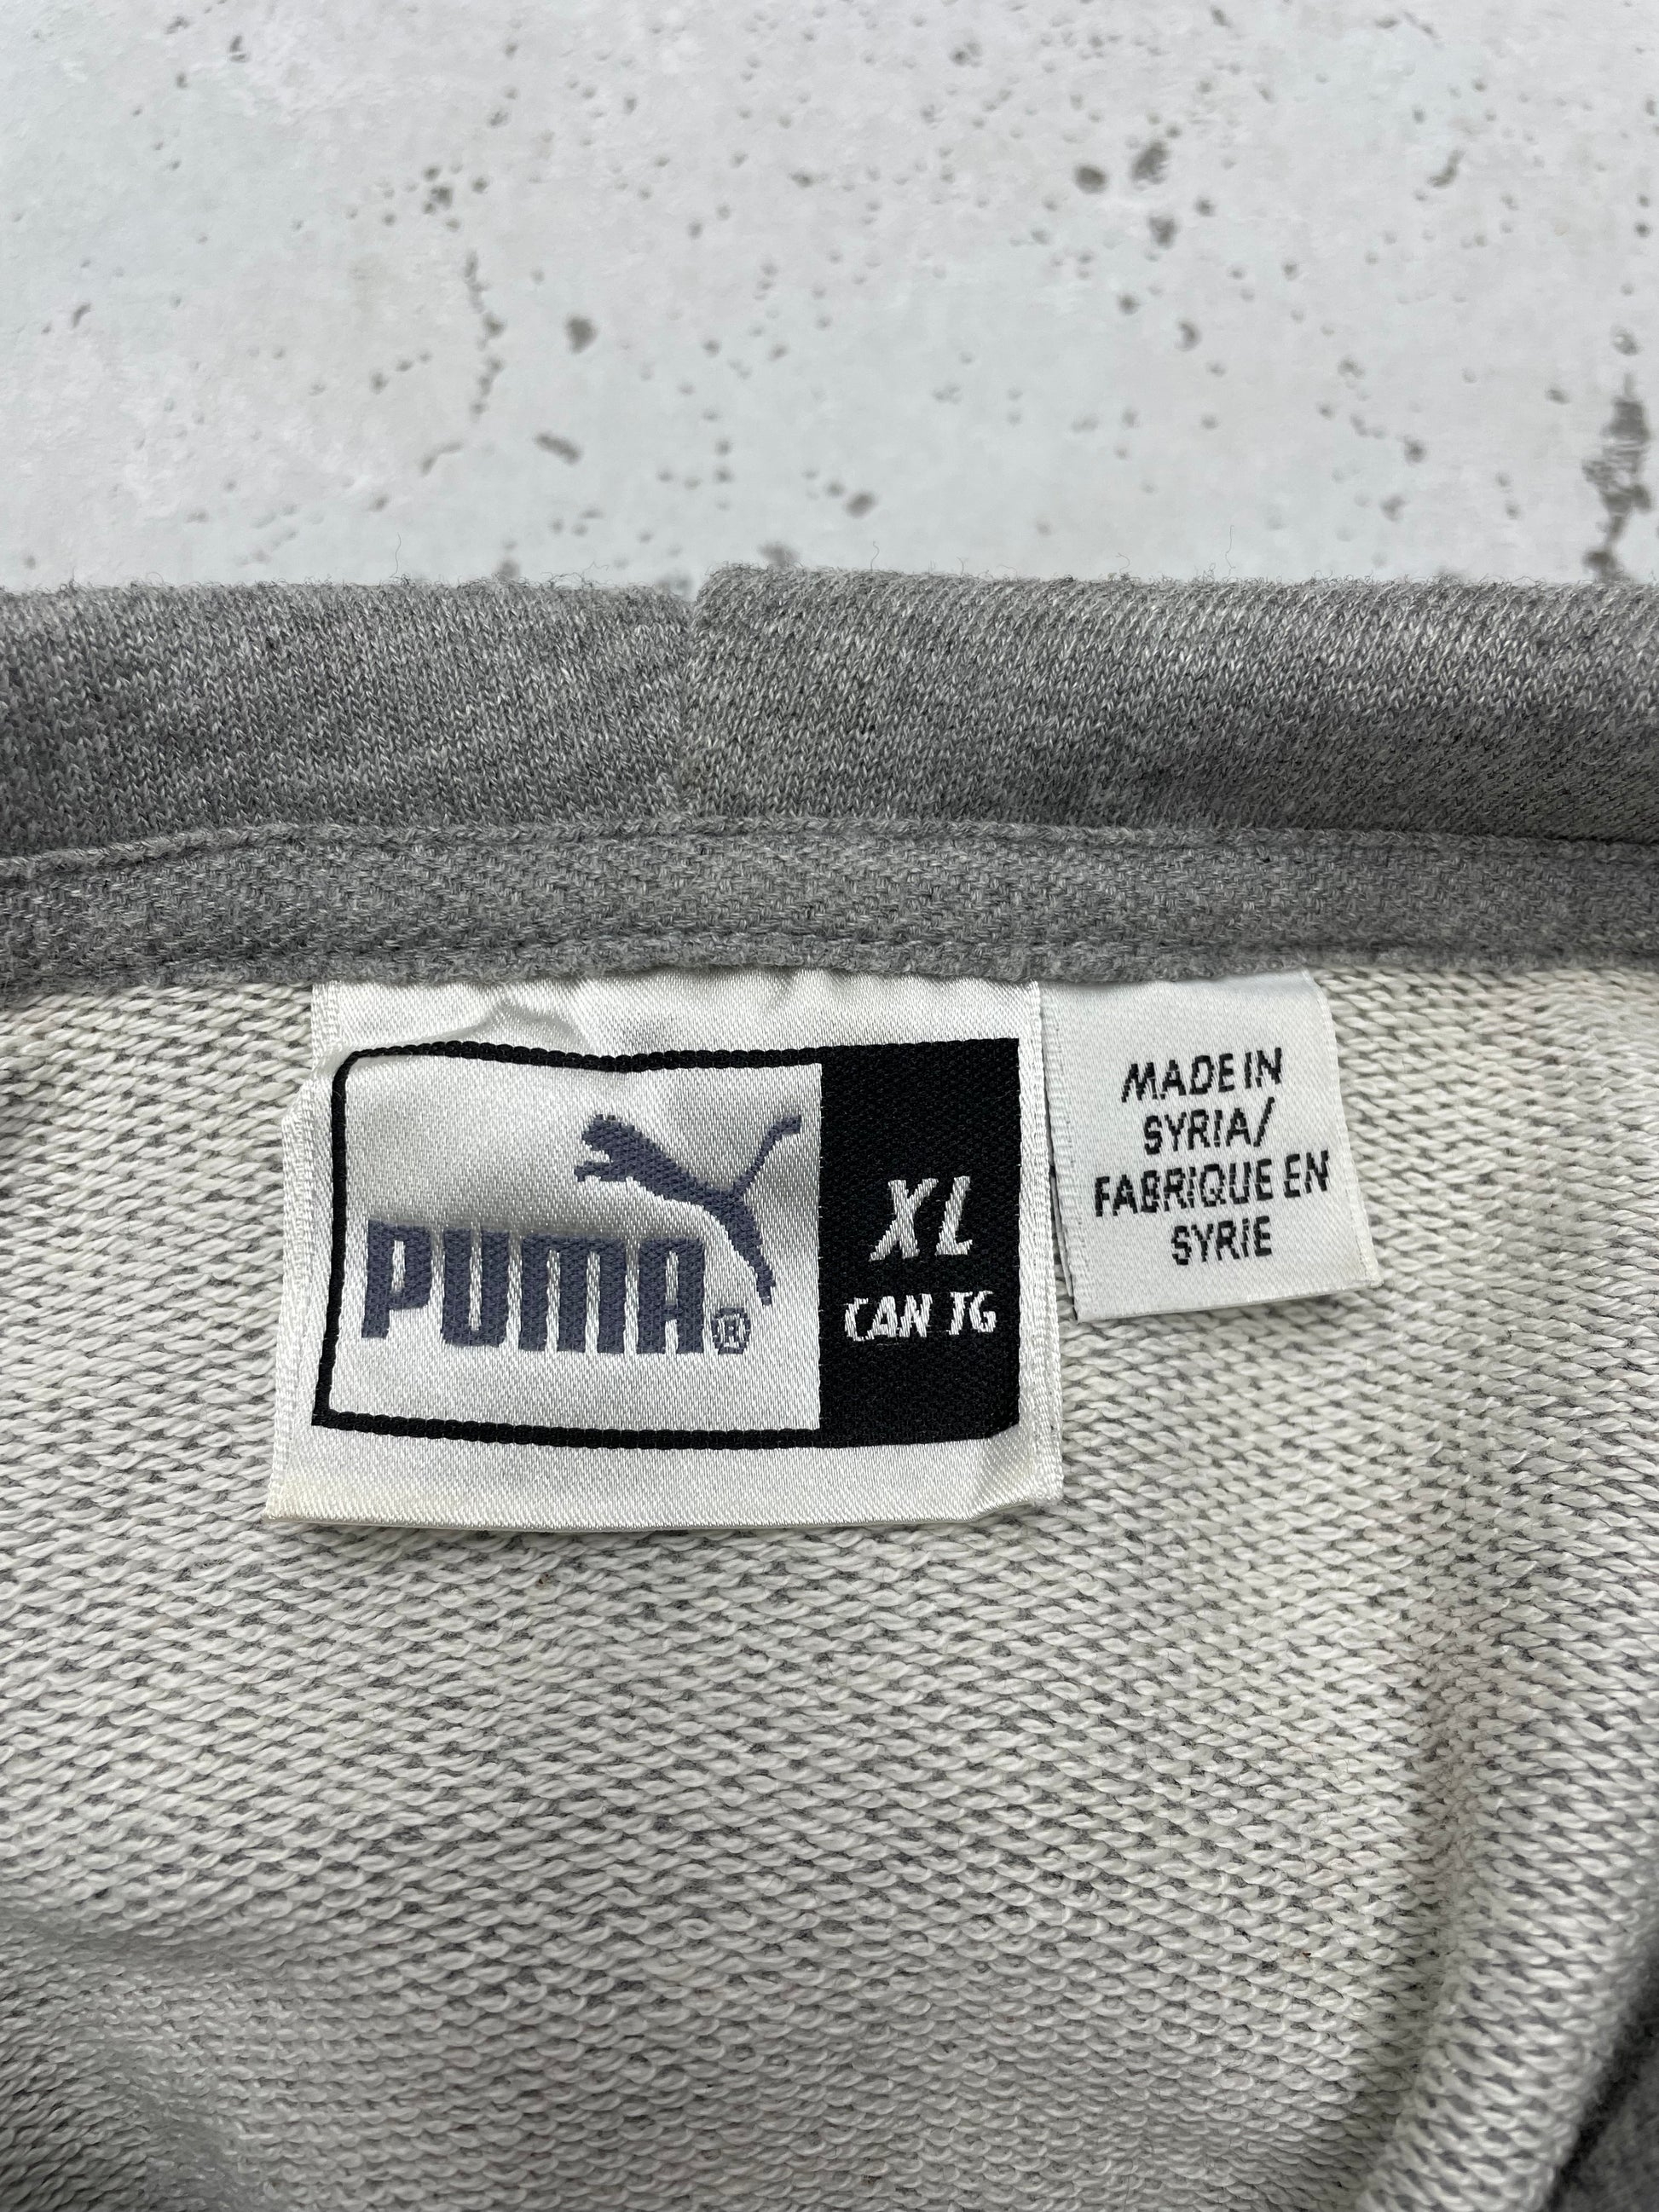 PUMA®
XL
CAN TG
MADE IN
SYRIA/
FABRIQUE EN
SYRIE